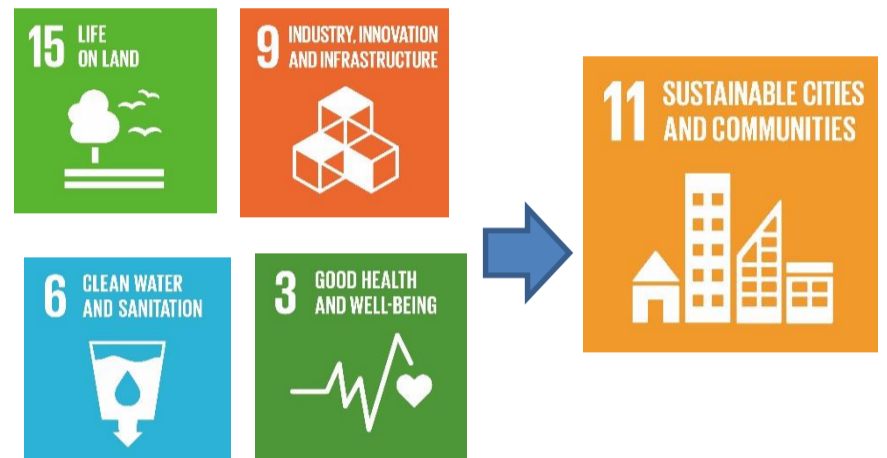 15 LIFE
ON LAND
9 INDUSTRY, INNOVATION
AND INFRASTRUCTURE
11 SUSTAINABLE CITIES
AND COMMUNITIES
6 CLEAN WATER
AND SANITATION
3 GOOD HEALTH
AND WELL-BEING